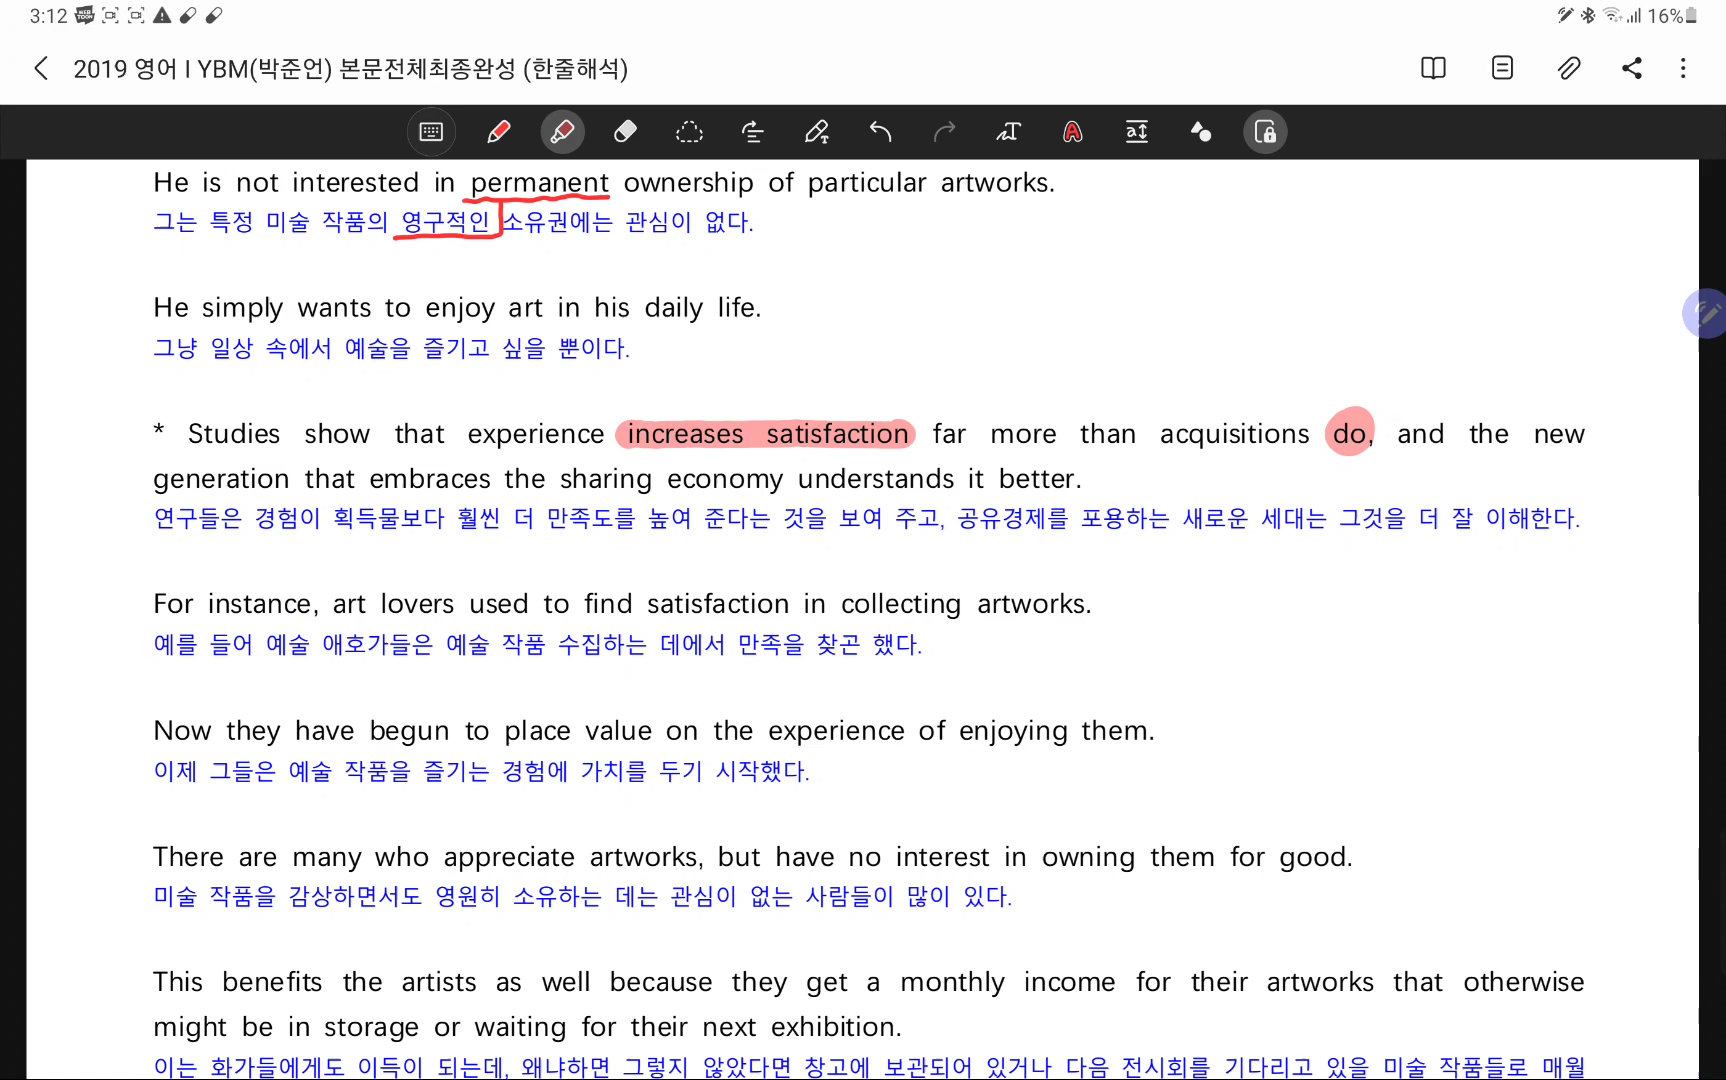 3:12
16%
2019 영어 I YBM(박준언) 본문전체최종완성 (한줄해석)
He is not interested in permanent ownership of particular artworks.
그는 특정 미술 작품의 영구적인 소유권에는 관심이 없다.
He simply wants to enjoy art in his daily life.
그냥 일상 속에서 예술을 즐기고 싶을 뿐이다.
* Studies show that experience increases satisfaction far more than acquisitions do, and the new
generation that embraces the sharing economy understands it better.
연구들은 경험이 획득물보다 훨씬 더 만족도를 높여 준다는 것을 보여 주고, 공유경제를 포용하는 새로운 세대는 그것을 더 잘 이해한다.
For instance, art lovers used to find satisfaction in collecting artworks.
예를 들어 예술 애호가들은 예술 작품 수집하는 데에서 만족을 찾곤 했다.
Now they have begun to place value on the experience of enjoying them.
이제 그들은 예술 작품을 즐기는 경험에 가치를 두기 시작했다.
There are many who appreciate artworks, but have no interest in owning them for good.
미술 작품을 감상하면서도 영원히 소유하는 데는 관심이 없는 사람들이 많이 있다.
This benefits the artists as well because they get a monthly income for their artworks that otherwise
might be in storage or waiting for their next exhibition.
이는 화가들에게도 이득이 되는데, 왜냐하면 그렇지 않았다면 창고에 보관되어 있거나 다음 전시회를 기다리고 있을 미술 작품들로 매월